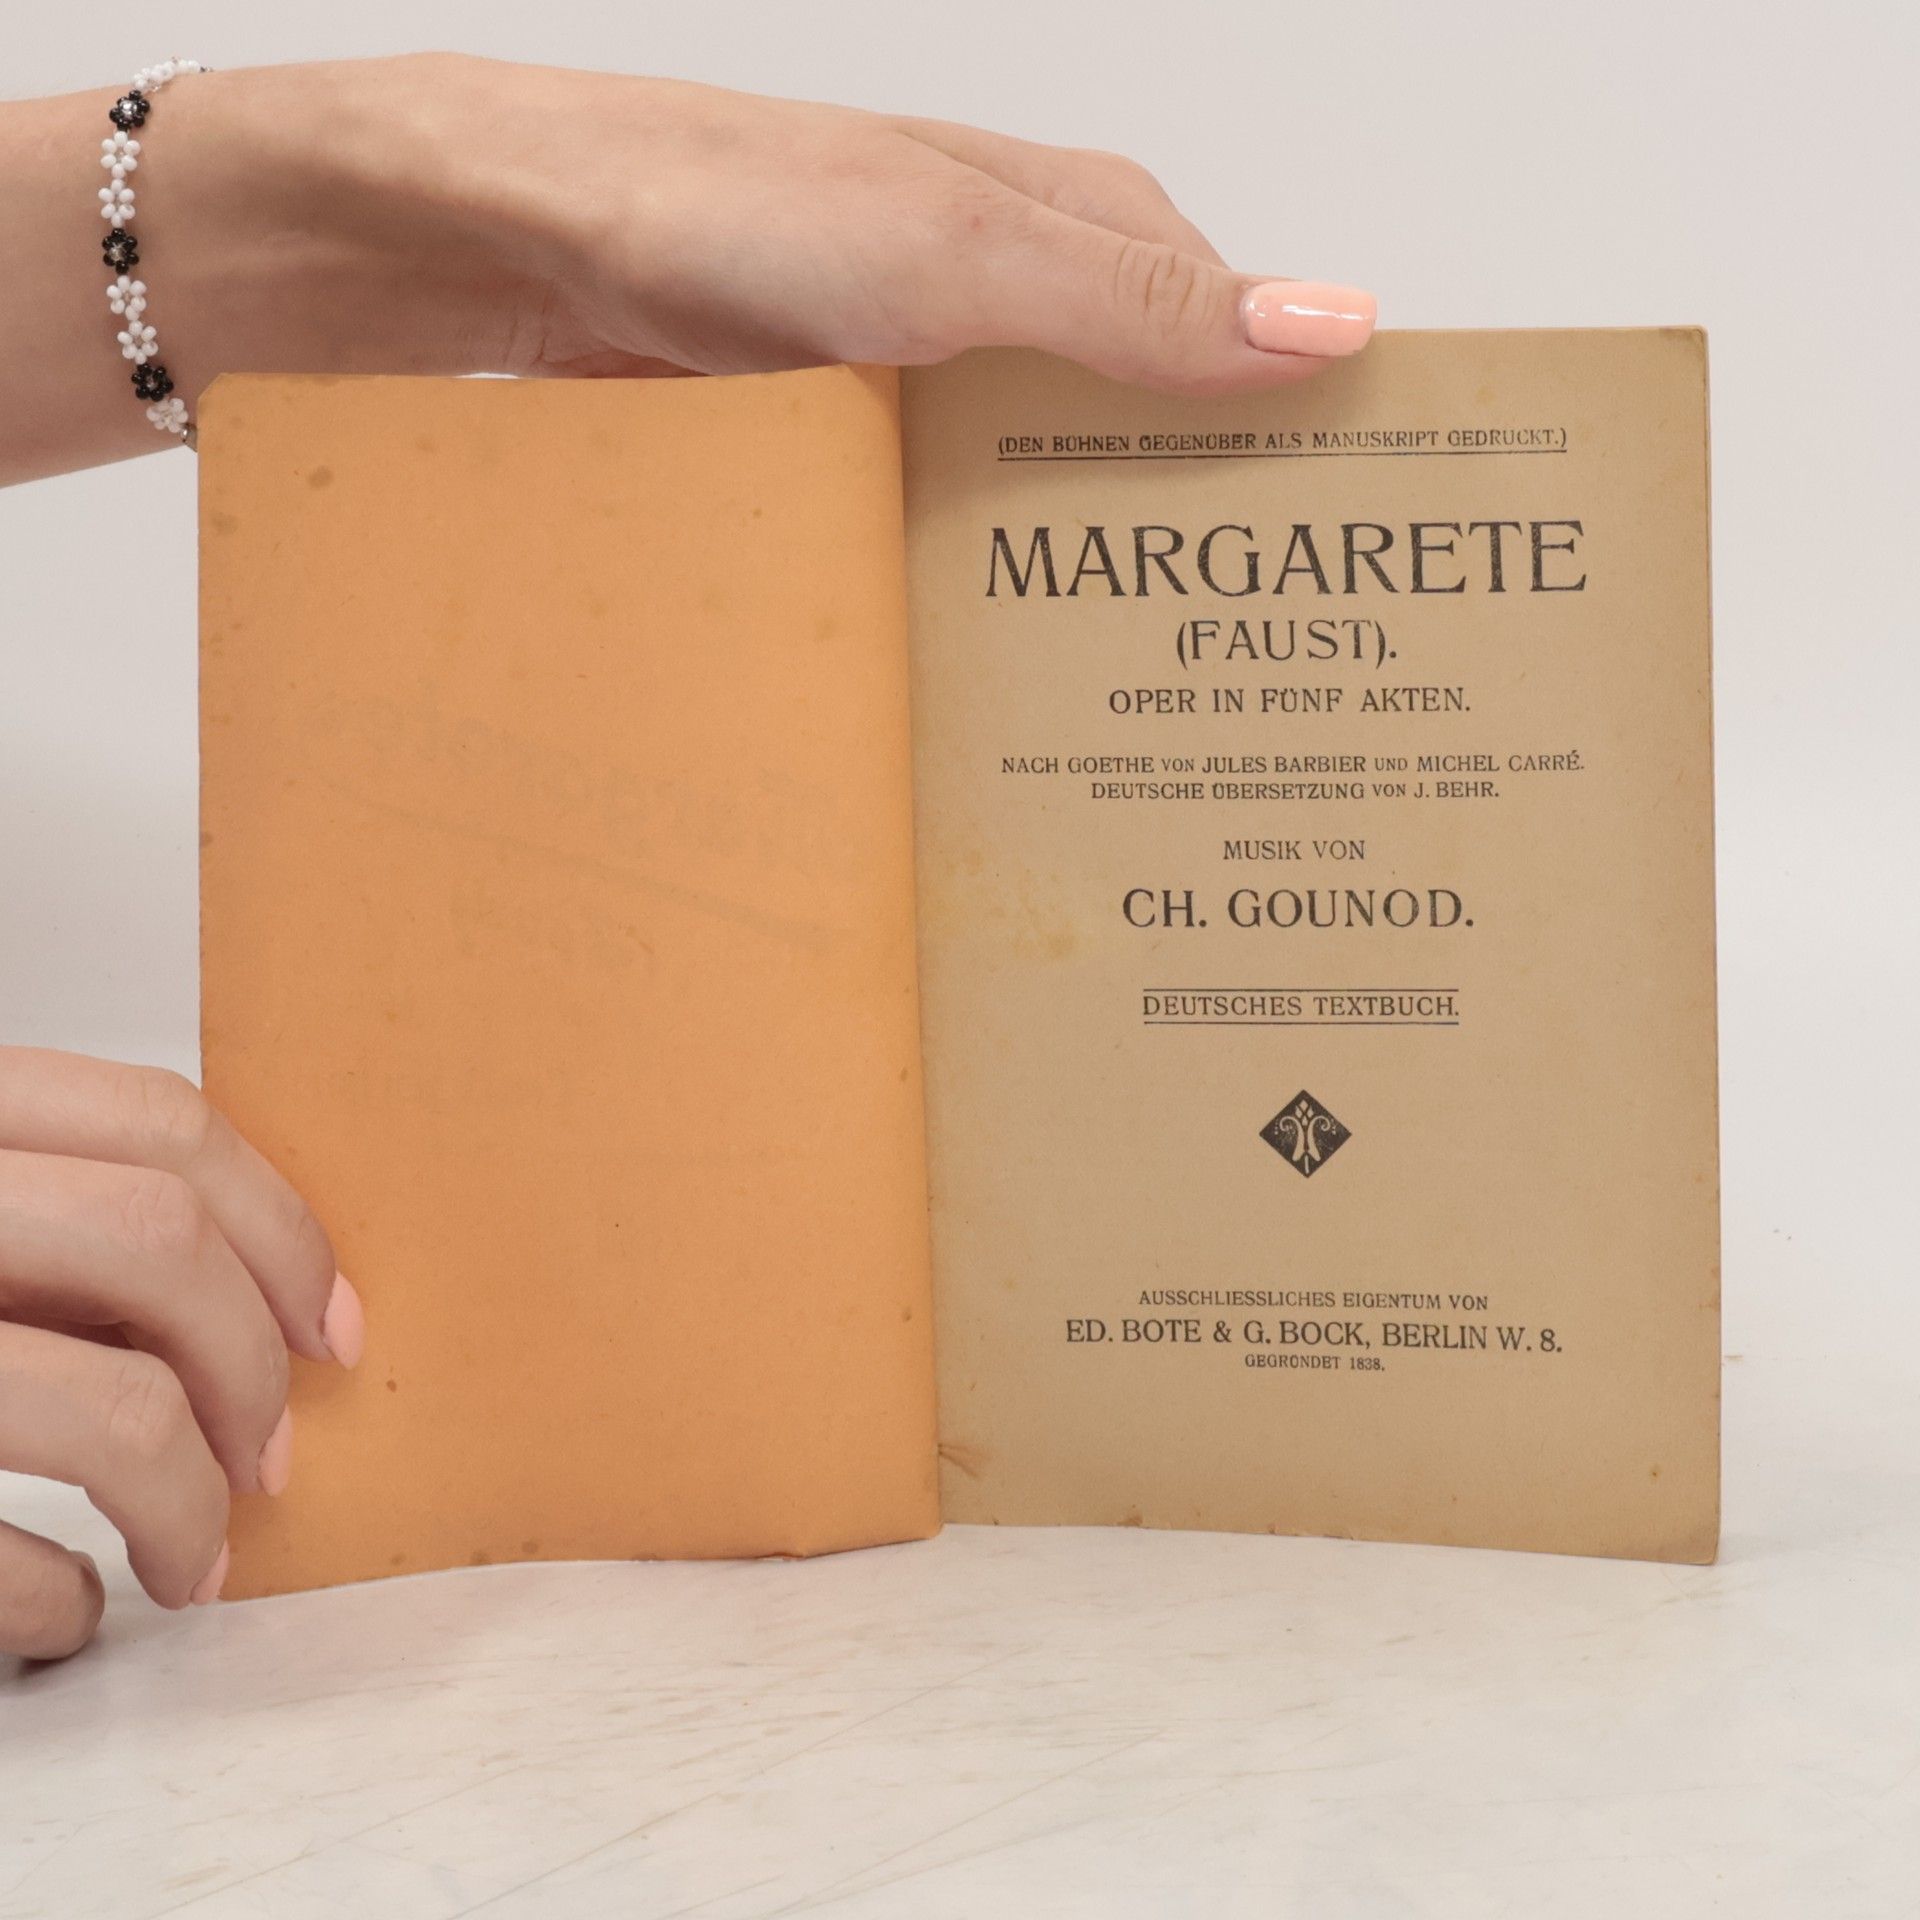 (DEN BÜHNEN GEGENÜBER ALS MANUSKRIPT GEDRUCKT.)
MARGARETE
(FAUST).
OPER IN FÜNF AKTEN.
NACH GOETHE VON JULES BARBIER UND MICHEL CARRÉ.
DEUTSCHE ÜBERSETZUNG VON J. BEHR.
MUSIK VON
CH. GOUNOD.
DEUTSCHES TEXTBUCH.
AUSSCHLIESSLICHES EIGENTUM VON
ED. BOTE & G. BOCK, BERLIN W. 8.
GEGRÜNDET 1838.